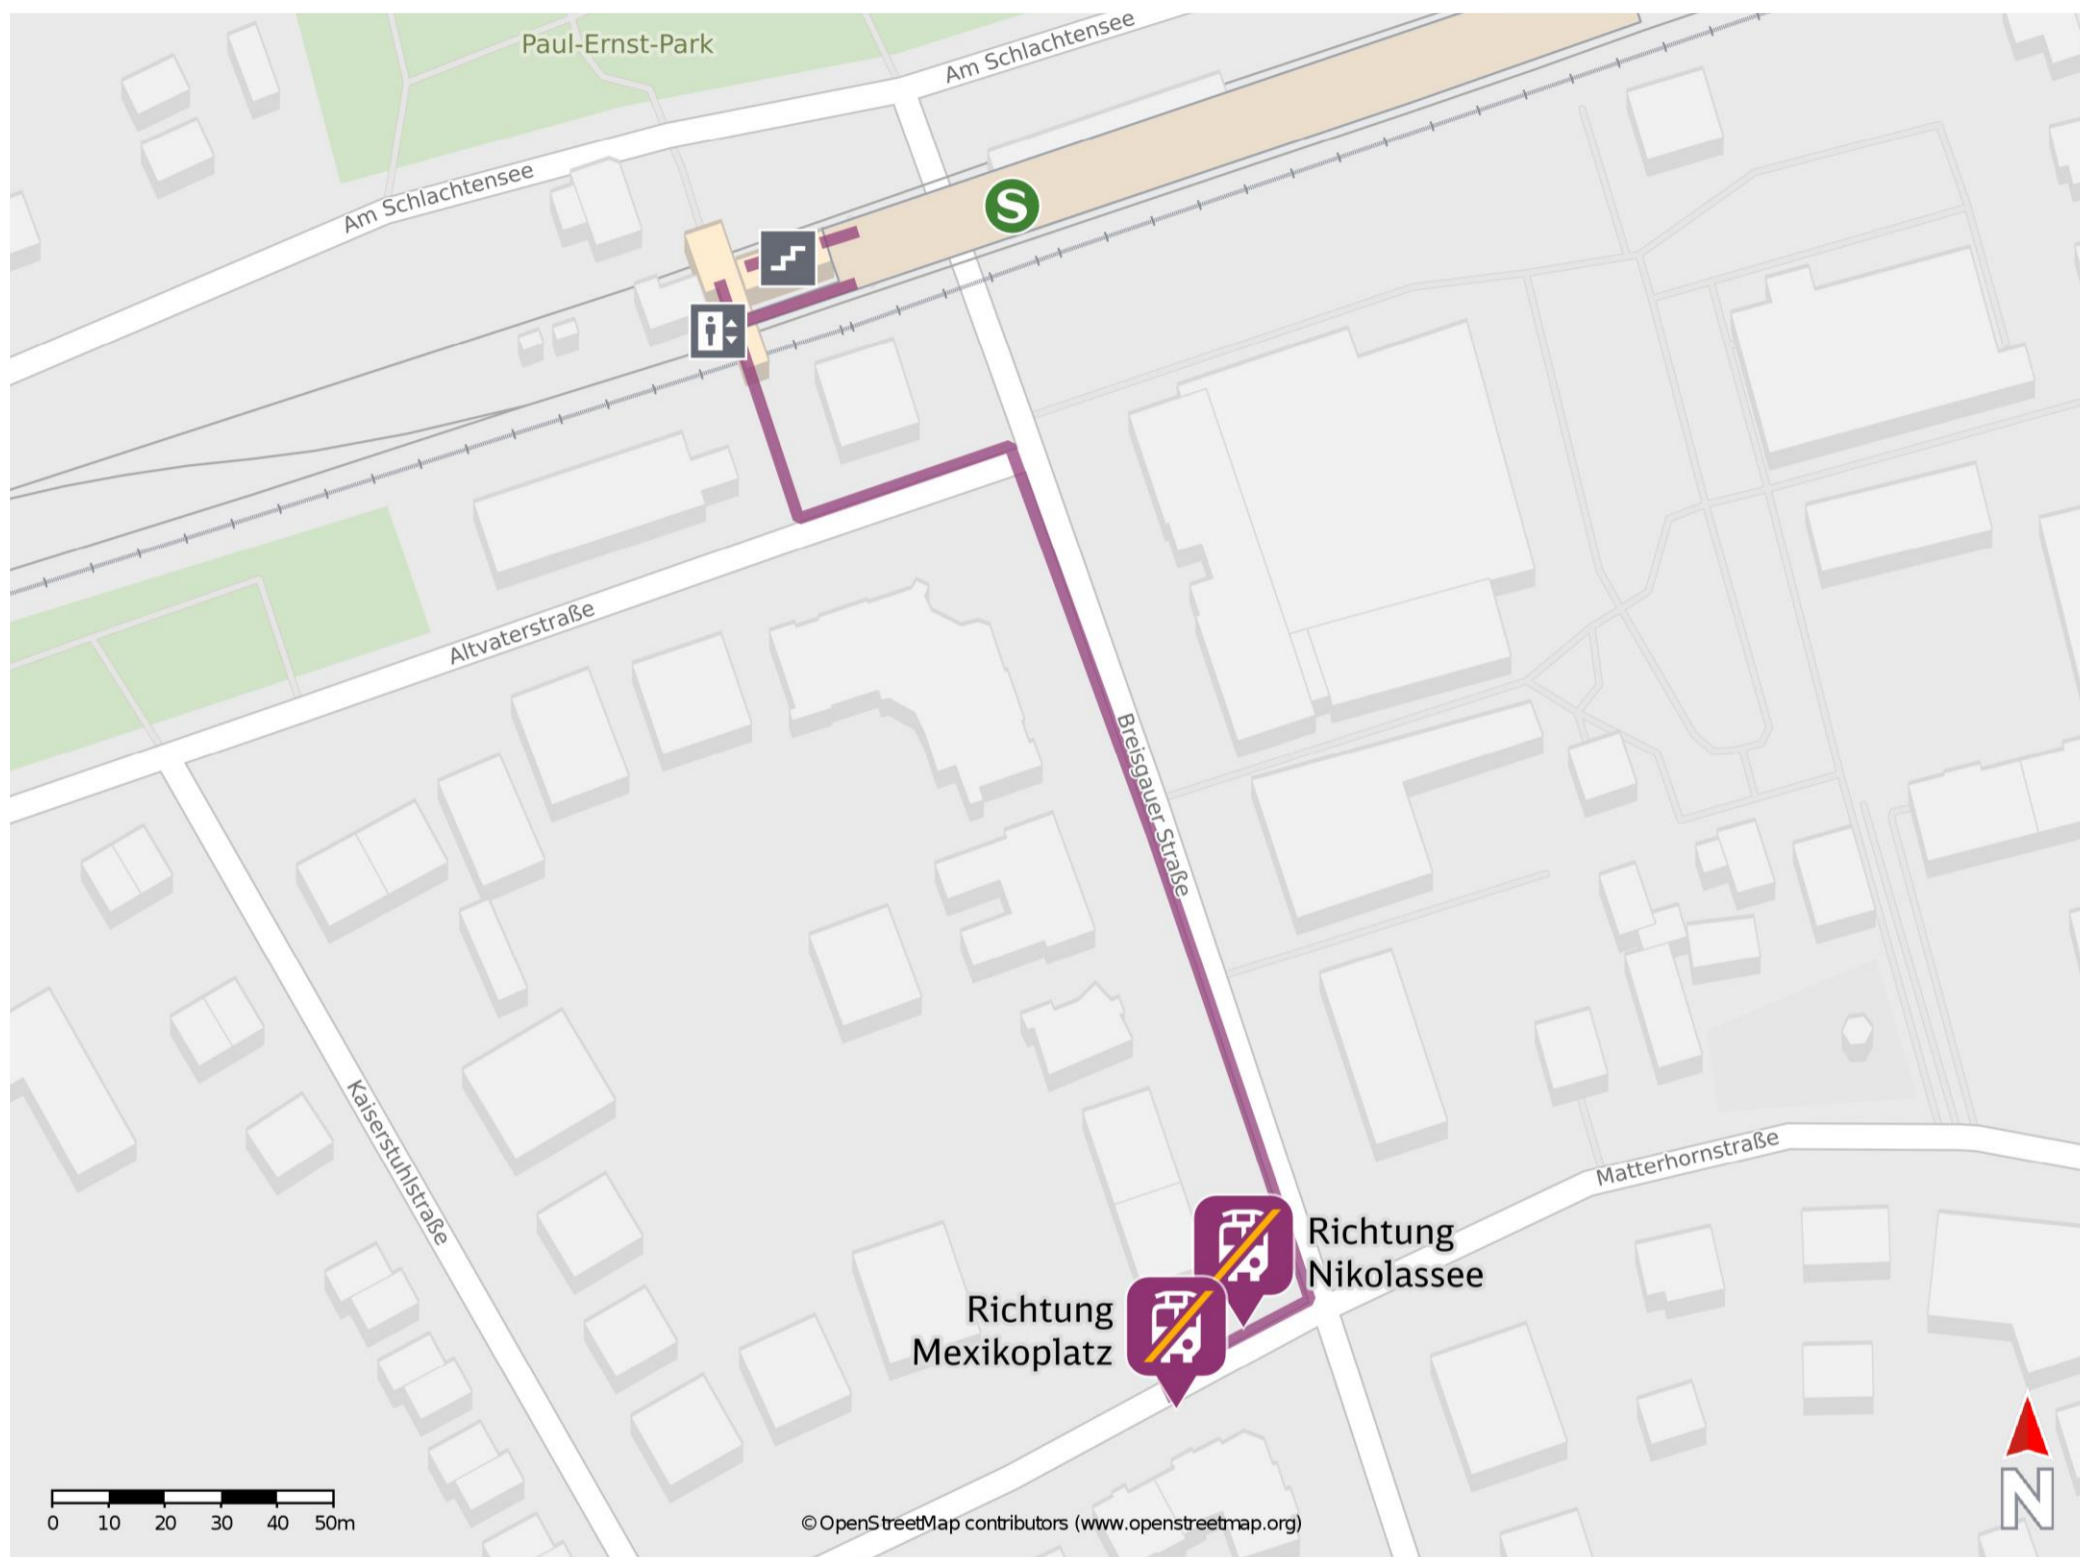 Paul-Ernst-Park
Am Schlachtensee
Am Schlachtensee
S
Altvaterstraße
Breisgauer Straße
Kaiserstuhlstraße
Matterhornstraße
Richtung
Nikolassee
Richtung
Mexikoplatz
0 10 20 30 40 50m
© OpenStreetMap contributors (www.openstreetmap.org)
N